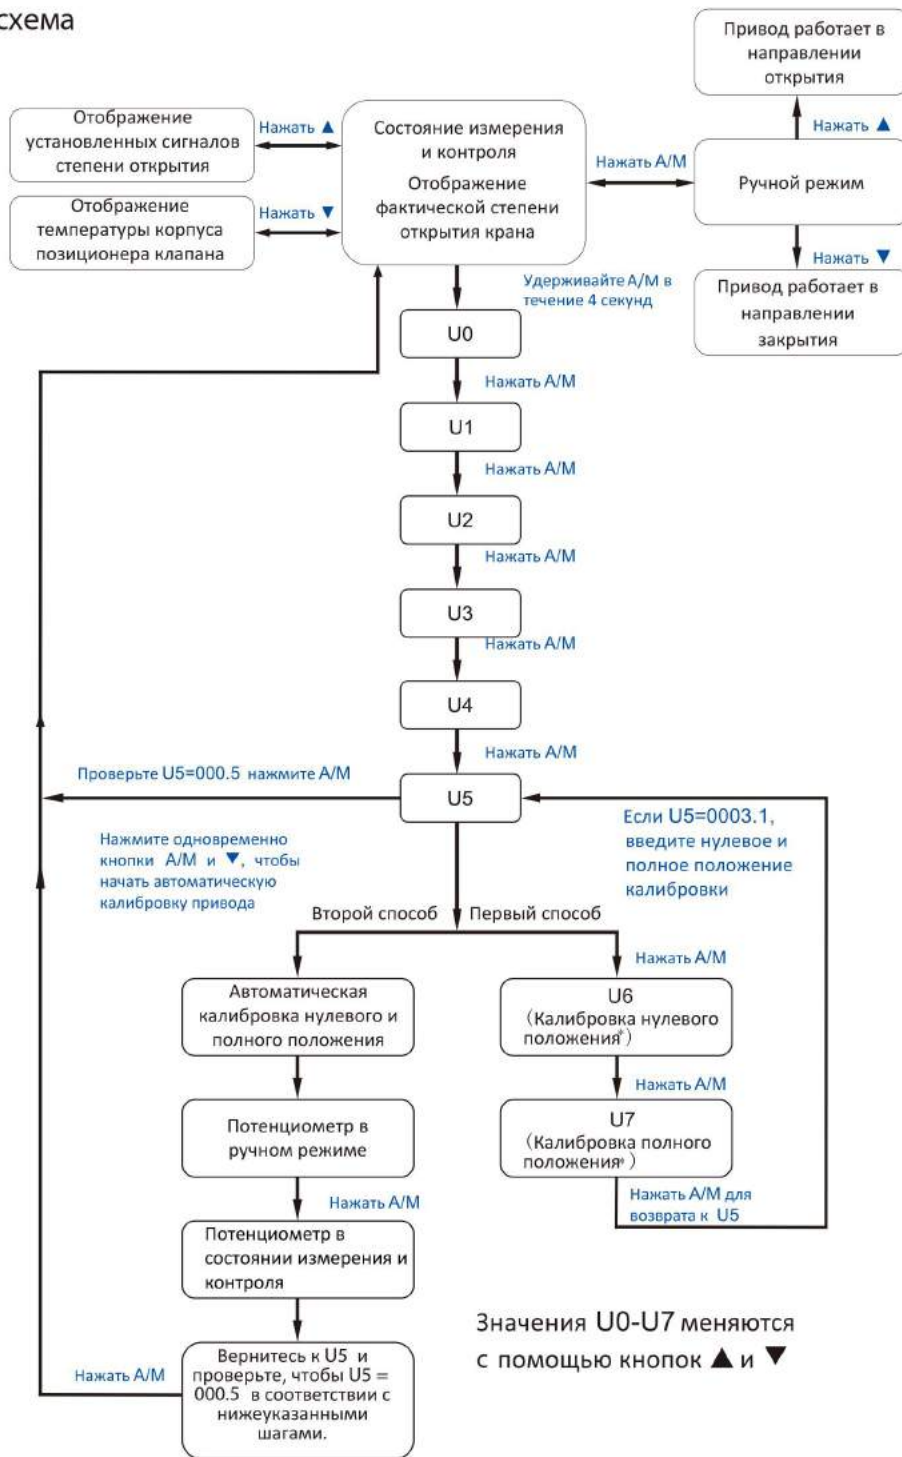 схема
Привод работает в
направлении
открытия
Нажать ▲
Отображение
установленных сигналов
степени открытия
Нажать ▲
Состояние измерения
и контроля
Отображение
фактической степени
открытия крана
Нажать А/М
Ручной режим
Отображение
температуры корпуса
позиционера клапана
Нажать ▼
Нажать ▼
Привод работает в
направлении
закрытия
Удерживайте А/М в
течение 4 секунд
U0
Нажать А/М
U1
Нажать А/М
U2
Нажать А/М
U3
Нажать А/М
U4
Нажать А/М
U5
Проверьте U5=000.5 нажмите А/М
Нажмите одновременно
кнопки А/М и ▼, чтобы
начать автоматическую
калибровку привода
Если U5=0003.1,
введите нулевое и
полное положение
калибровки
Второй способ
Первый способ
Нажать А/М
Автоматическая
калибровка нулевого и
полного положения
U6
(Калибровка нулевого
положения*)
Нажать А/М
Потенциометр в
ручном режиме
U7
(Калибровка полного
положения*)
Нажать А/М
Нажать А/М для
возврата к U5
Потенциометр в
состоянии измерения и
контроля
Значения U0-U7 меняются
с помощью кнопок ▲ и ▼
Нажать А/М
Вернитесь к U5 и
проверьте, чтобы U5 =
000.5 в соответствии с
нижеуказанными
шагами.